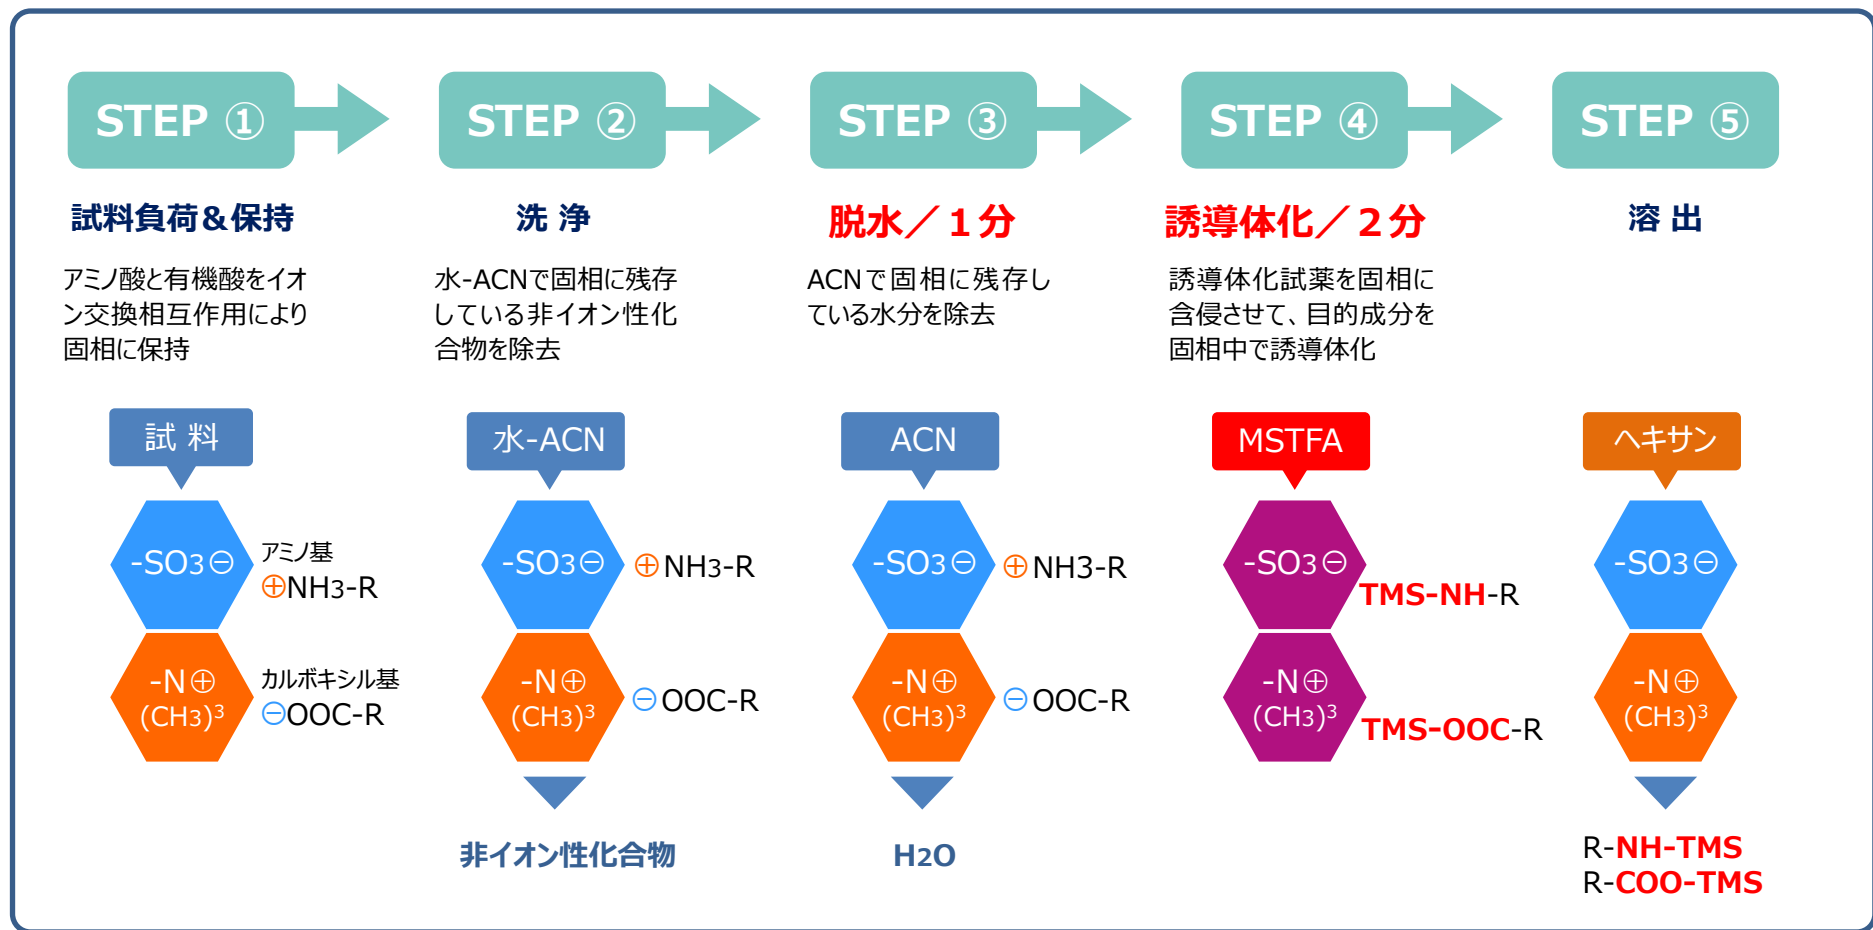 STEP ①
STEP ②
STEP ③
STEP ④
STEP ⑤
試料負荷&保持
洗 浄
脱水／１分
誘導体化／２分
溶 出
アミノ酸と有機酸をイオ
ン交換相互作用により
固相に保持
水-ACNで固相に残存
している非イオン性化
合物を除去
ACNで固相に残存し
ている水分を除去
誘導体化試薬を固相に
含侵させて、目的成分を
固相中で誘導体化
試 料
水-ACN
ACN
MSTFA
ヘキサン
-SO3⊖
アミノ基
⊕NH3-R
-N⊕
(CH3)³
カルボキシル基
⊖OOC-R
-SO3⊖
⊕NH3-R
-N⊕
(CH3)³
⊖OOC-R
非イオン性化合物
-SO3⊖
⊕NH3-R
-N⊕
(CH3)³
⊖OOC-R
H2O
-SO3⊖
TMS-NH-R
-N⊕
(CH3)³
TMS-OOC-R
-SO3⊖
-N⊕
(CH3)³
R-NH-TMS
R-COO-TMS